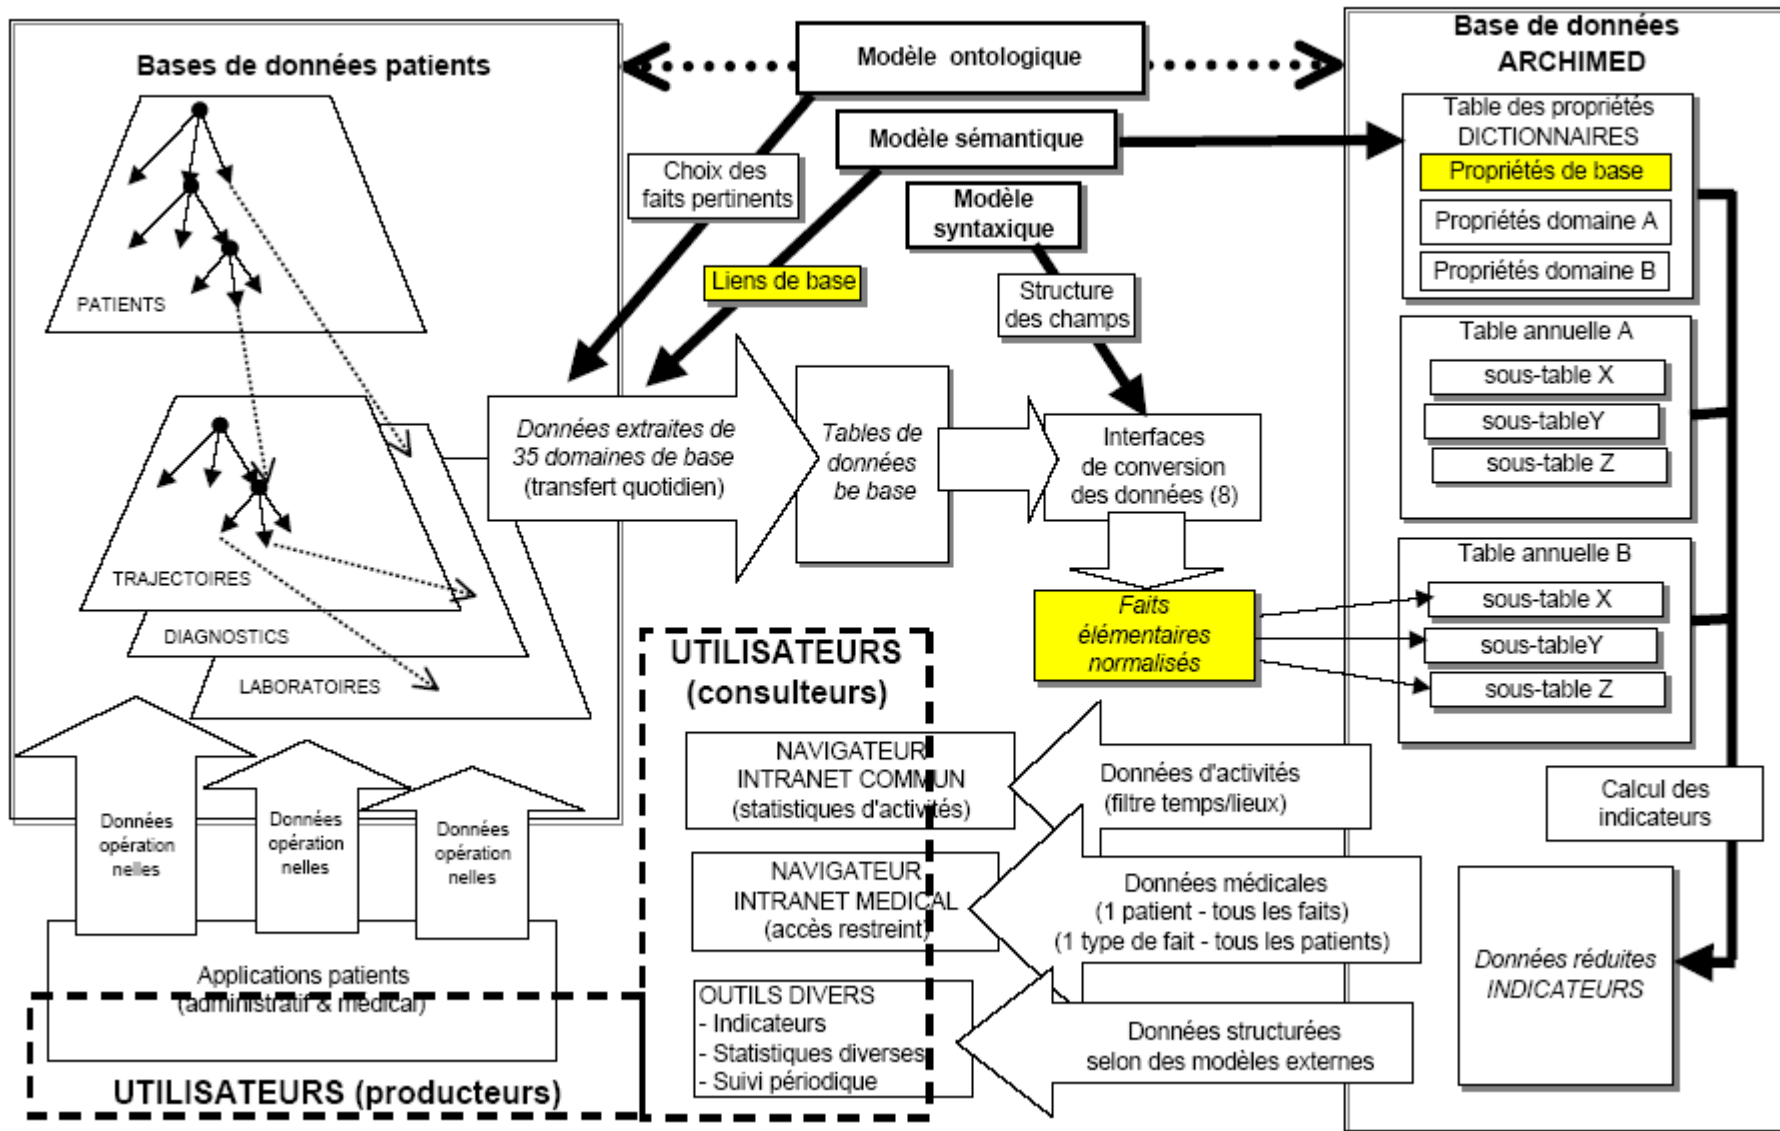 Bases de données patients
PATIENTS
TRAJECTOIRES
DIAGNOSTICS
LABORATOIRES
Données
opération
nelles
Données
opération
nelles
Données
opération
nelles
Applications patients
(administratif & médical)
UTILISATEURS (producteurs)
Modèle ontologique
Modèle sémantique
Modèle
syntaxique
Choix des
faits pertinents
Liens de base
Structure
des champs
Données extraites de
35 domaines de base
(transfert quotidien)
Tables de
données
be base
Interfaces
de conversion
des données (8)
Faits
élémentaires
normalisés
UTILISATEURS
(consulteurs)
NAVIGATEUR
INTRANET COMMUN
(statistiques d'activités)
NAVIGATEUR
INTRANET MEDICAL
(accès restreint)
OUTILS DIVERS
- Indicateurs
- Statistiques diverses
- Suivi périodique
Données d'activités
(filtre temps/lieux)
Données médicales
(1 patient - tous les faits)
(1 type de fait - tous les patients)
Données structurées
selon des modèles externes
Base de données
ARCHIMED
Table des propriétés
DICTIONNAIRES
Propriétés de base
Propriétés domaine A
Propriétés domaine B
Table annuelle A
sous-table X
sous-tableY
sous-table Z
Table annuelle B
sous-table X
sous-tableY
sous-table Z
Calcul des
indicateurs
Données réduites
INDICATEURS